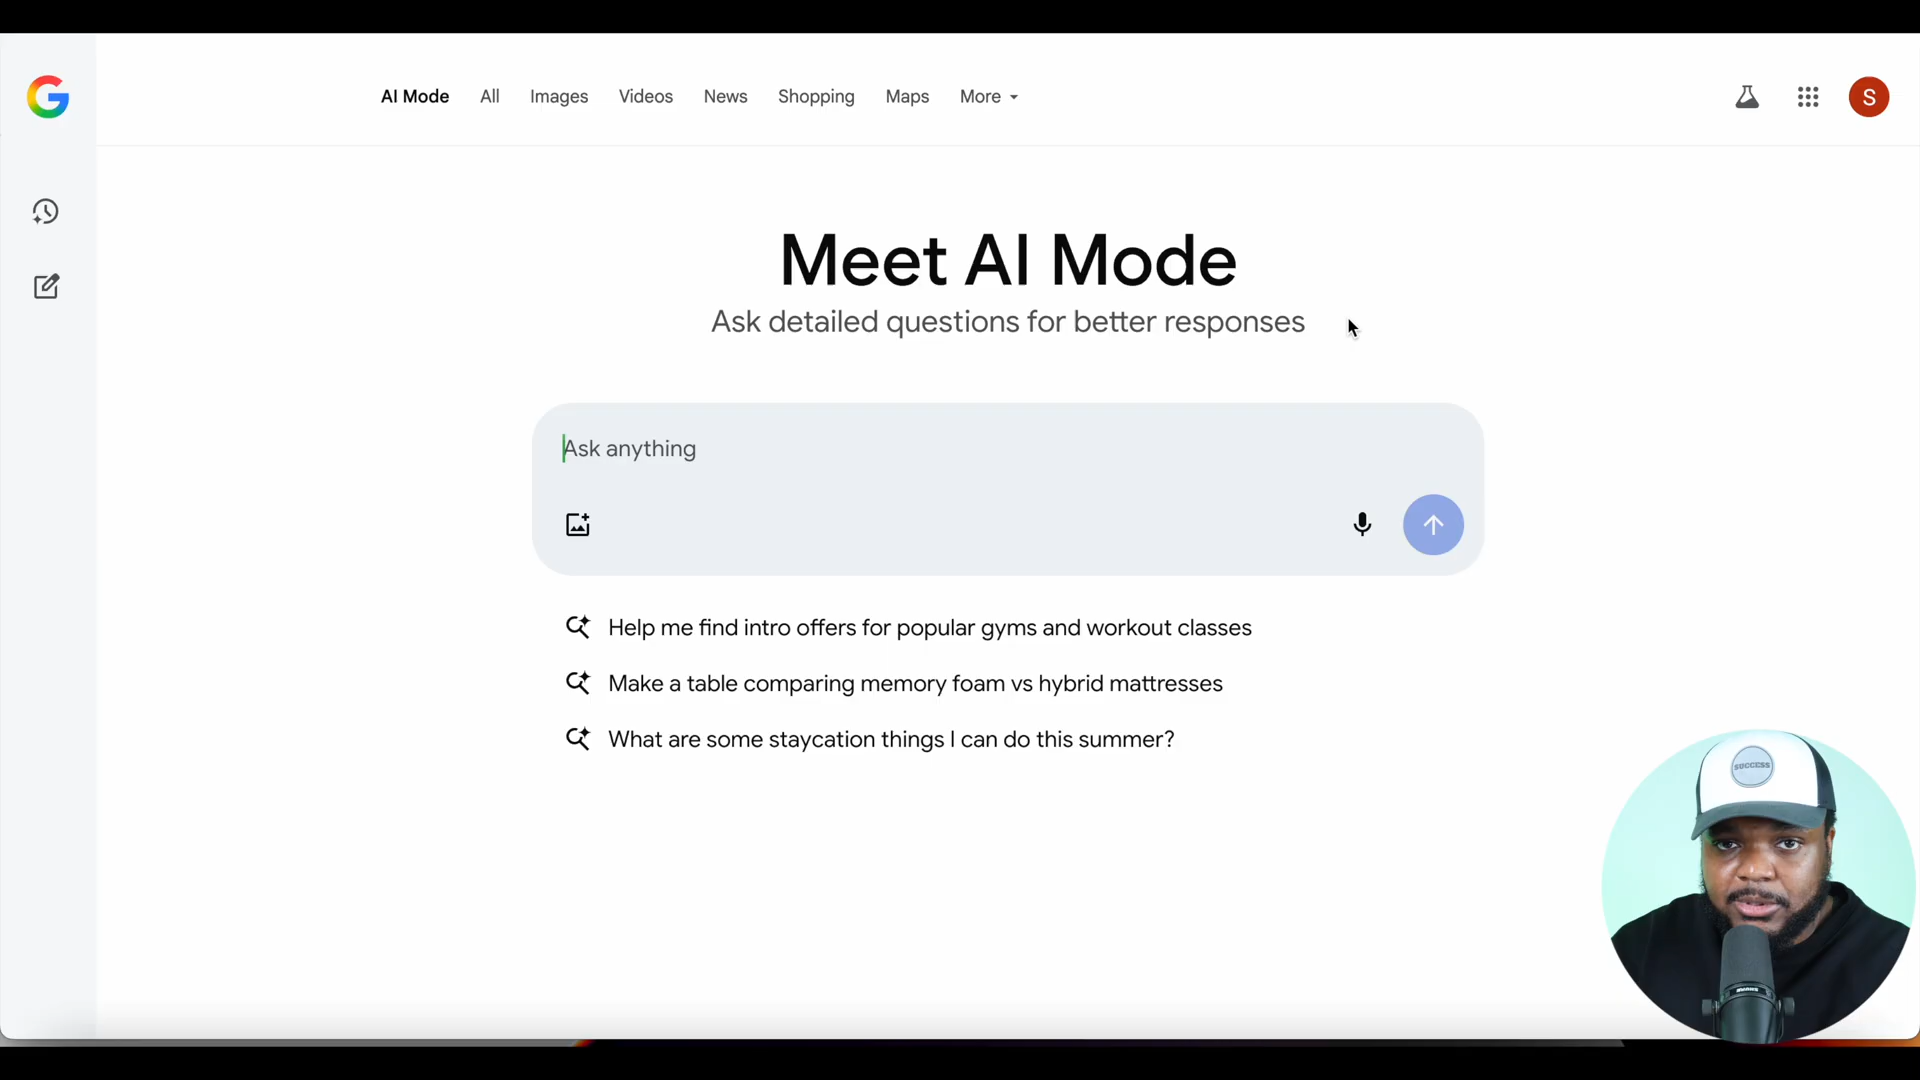 AI Mode All Images Videos News Shopping Maps More
S
Meet AI Mode
Ask detailed questions for better responses
Ask anything
Help me find intro offers for popular gyms and workout classes
Make a table comparing memory foam vs hybrid mattresses
What are some staycation things I can do this summer?
SUCCESS
SHURE